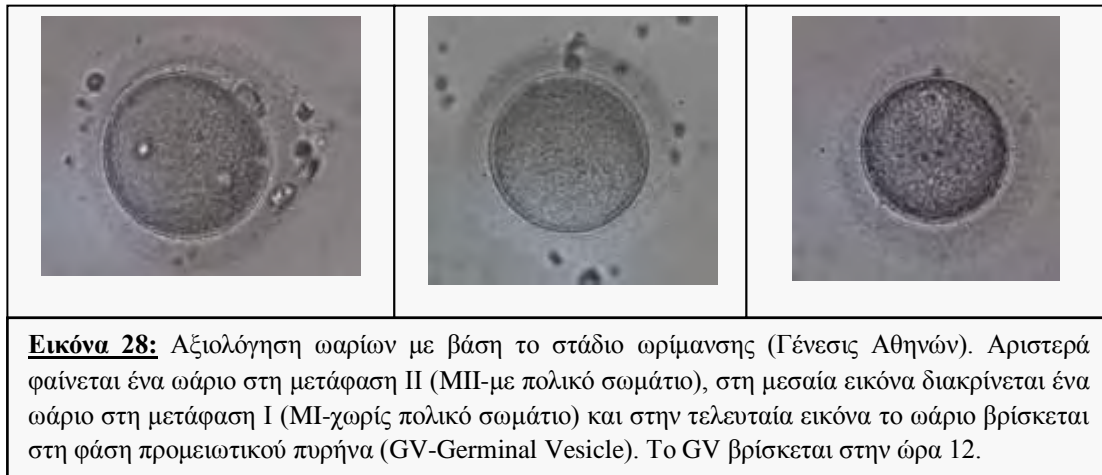 Εικόνα 28: Αξιολόγηση ωαρίων με βάση το στάδιο ωρίμανσης (Γένεσις Αθηνών). Αριστερά
φαίνεται ένα ωάριο στη μετάφαση ΙΙ (ΜΙΙ-με πολικό σωμάτιο), στη μεσαία εικόνα διακρίνεται ένα
ωάριο στη μετάφαση Ι (ΜΙ-χωρίς πολικό σωμάτιο) και στην τελευταία εικόνα το ωάριο βρίσκεται
στη φάση προμειωτικού πυρήνα (GV-Germinal Vesicle). Το GV βρίσκεται στην ώρα 12.